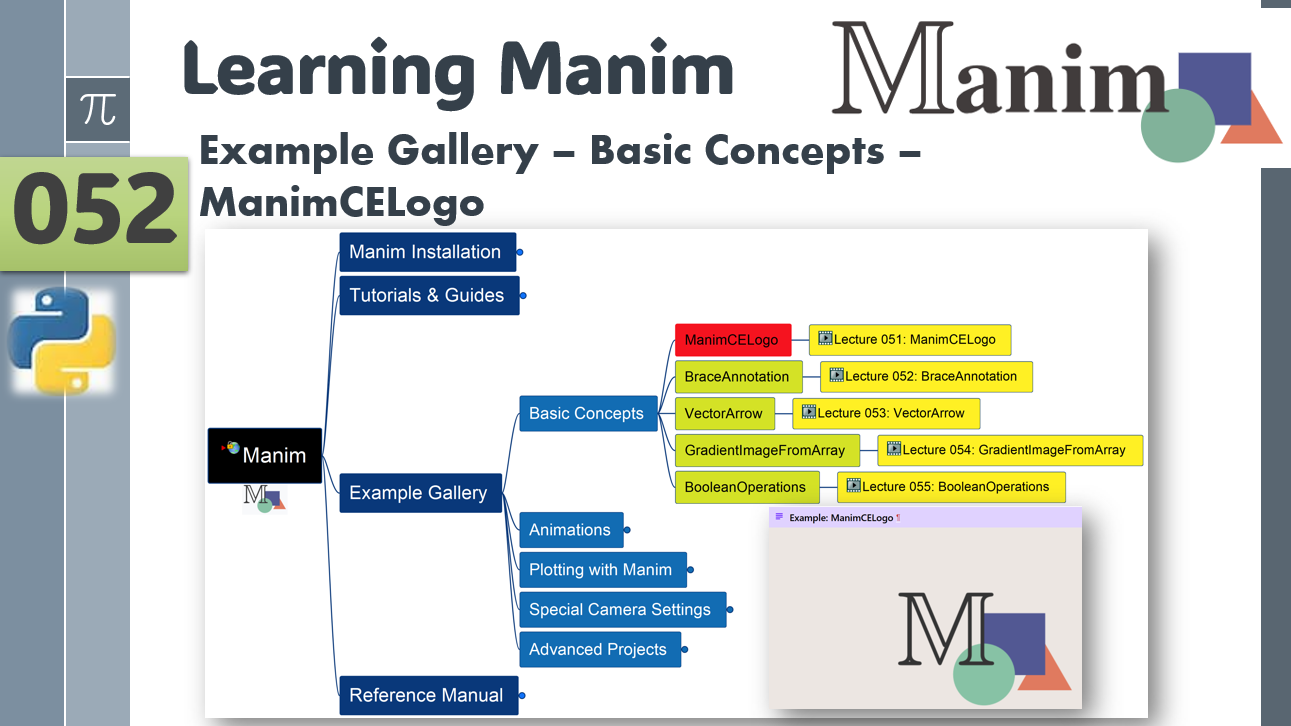 Learning Manim
Manim
π
Example Gallery – Basic Concepts –
ManimCELogo
052
Manim Installation
Tutorials & Guides
ManimCELogo
Lecture 051: ManimCELogo
BraceAnnotation
Lecture 052: BraceAnnotation
Basic Concepts
VectorArrow
Lecture 053: VectorArrow
GradientImageFromArray
Lecture 054: GradientImageFromArray
Manim
M
Example Gallery
BooleanOperations
Lecture 055: BooleanOperations
Example: ManimCELogo ¶
M
Animations
Plotting with Manim
Special Camera Settings
Advanced Projects
Reference Manual